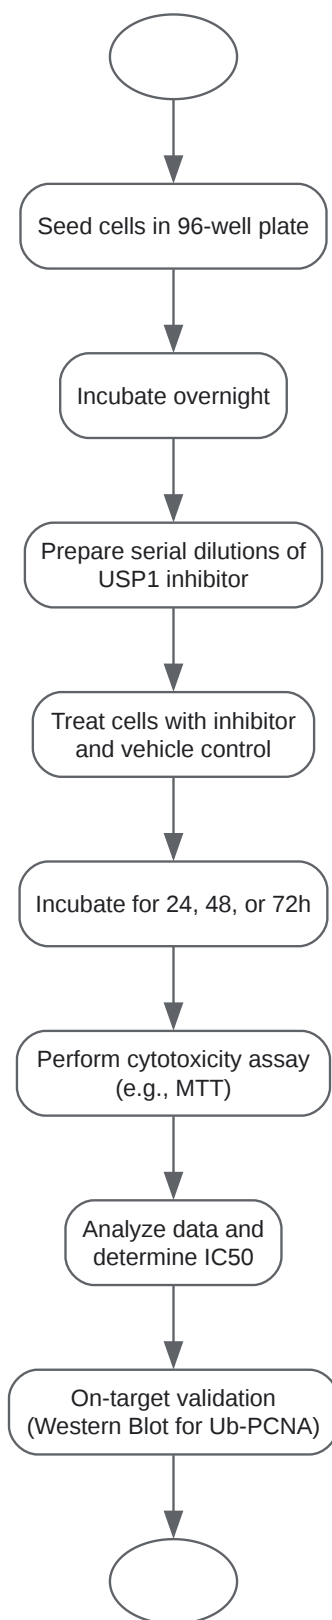 Seed cells in 96-well plate
Incubate overnight
Prepare serial dilutions of
USP1 inhibitor
Treat cells with inhibitor
and vehicle control
Incubate for 24, 48, or 72h
Perform cytotoxicity assay
(e.g., MTT)
Analyze data and
determine IC50
On-target validation
(Western Blot for Ub-PCNA)